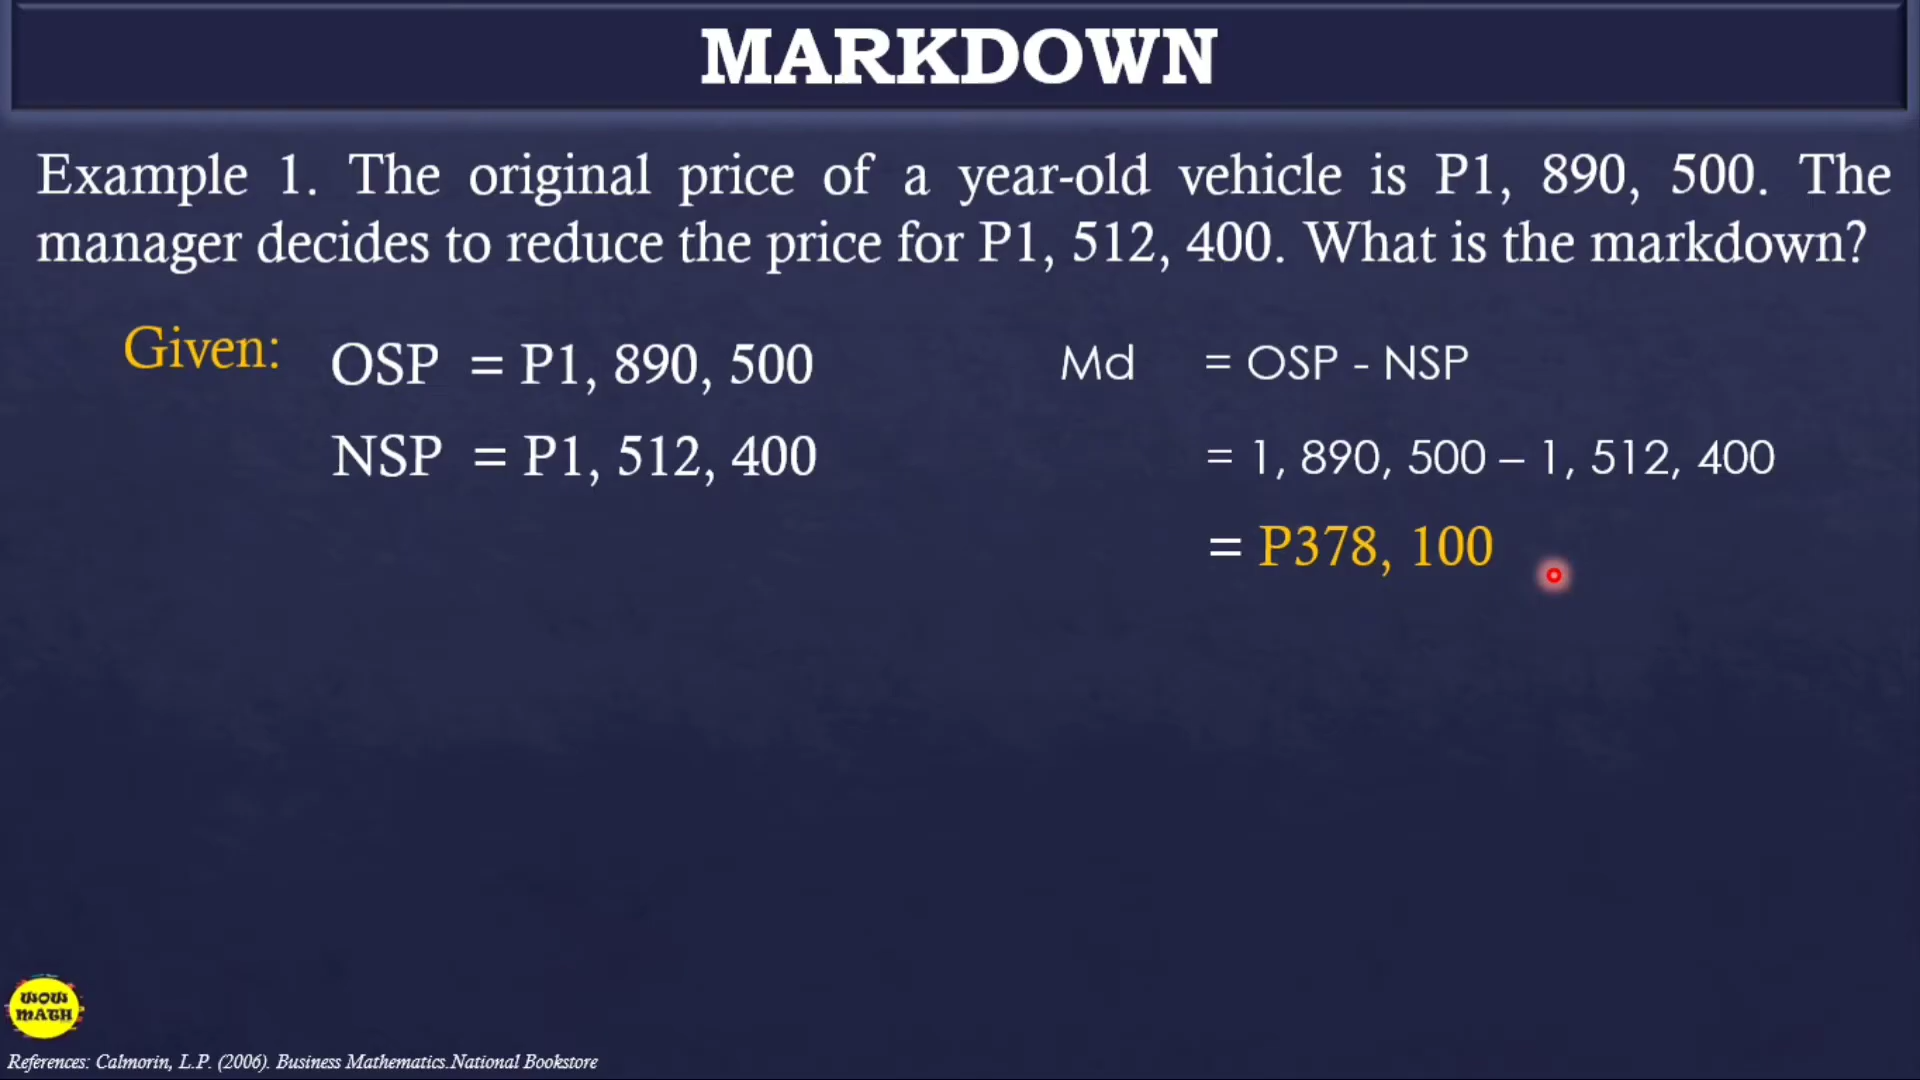 MARKDOWN
Example 1. The original price of a year-old vehicle is P1, 890, 500. The
manager decides to reduce the price for P1, 512, 400. What is the markdown?
Given: OSP = P1, 890, 500
NSP = P1, 512, 400
Md = OSP - NSP
= 1, 890, 500 – 1, 512, 400
= P378, 100
WOW
MATH
References: Calmorin, L.P. (2006). Business Mathematics.National Bookstore